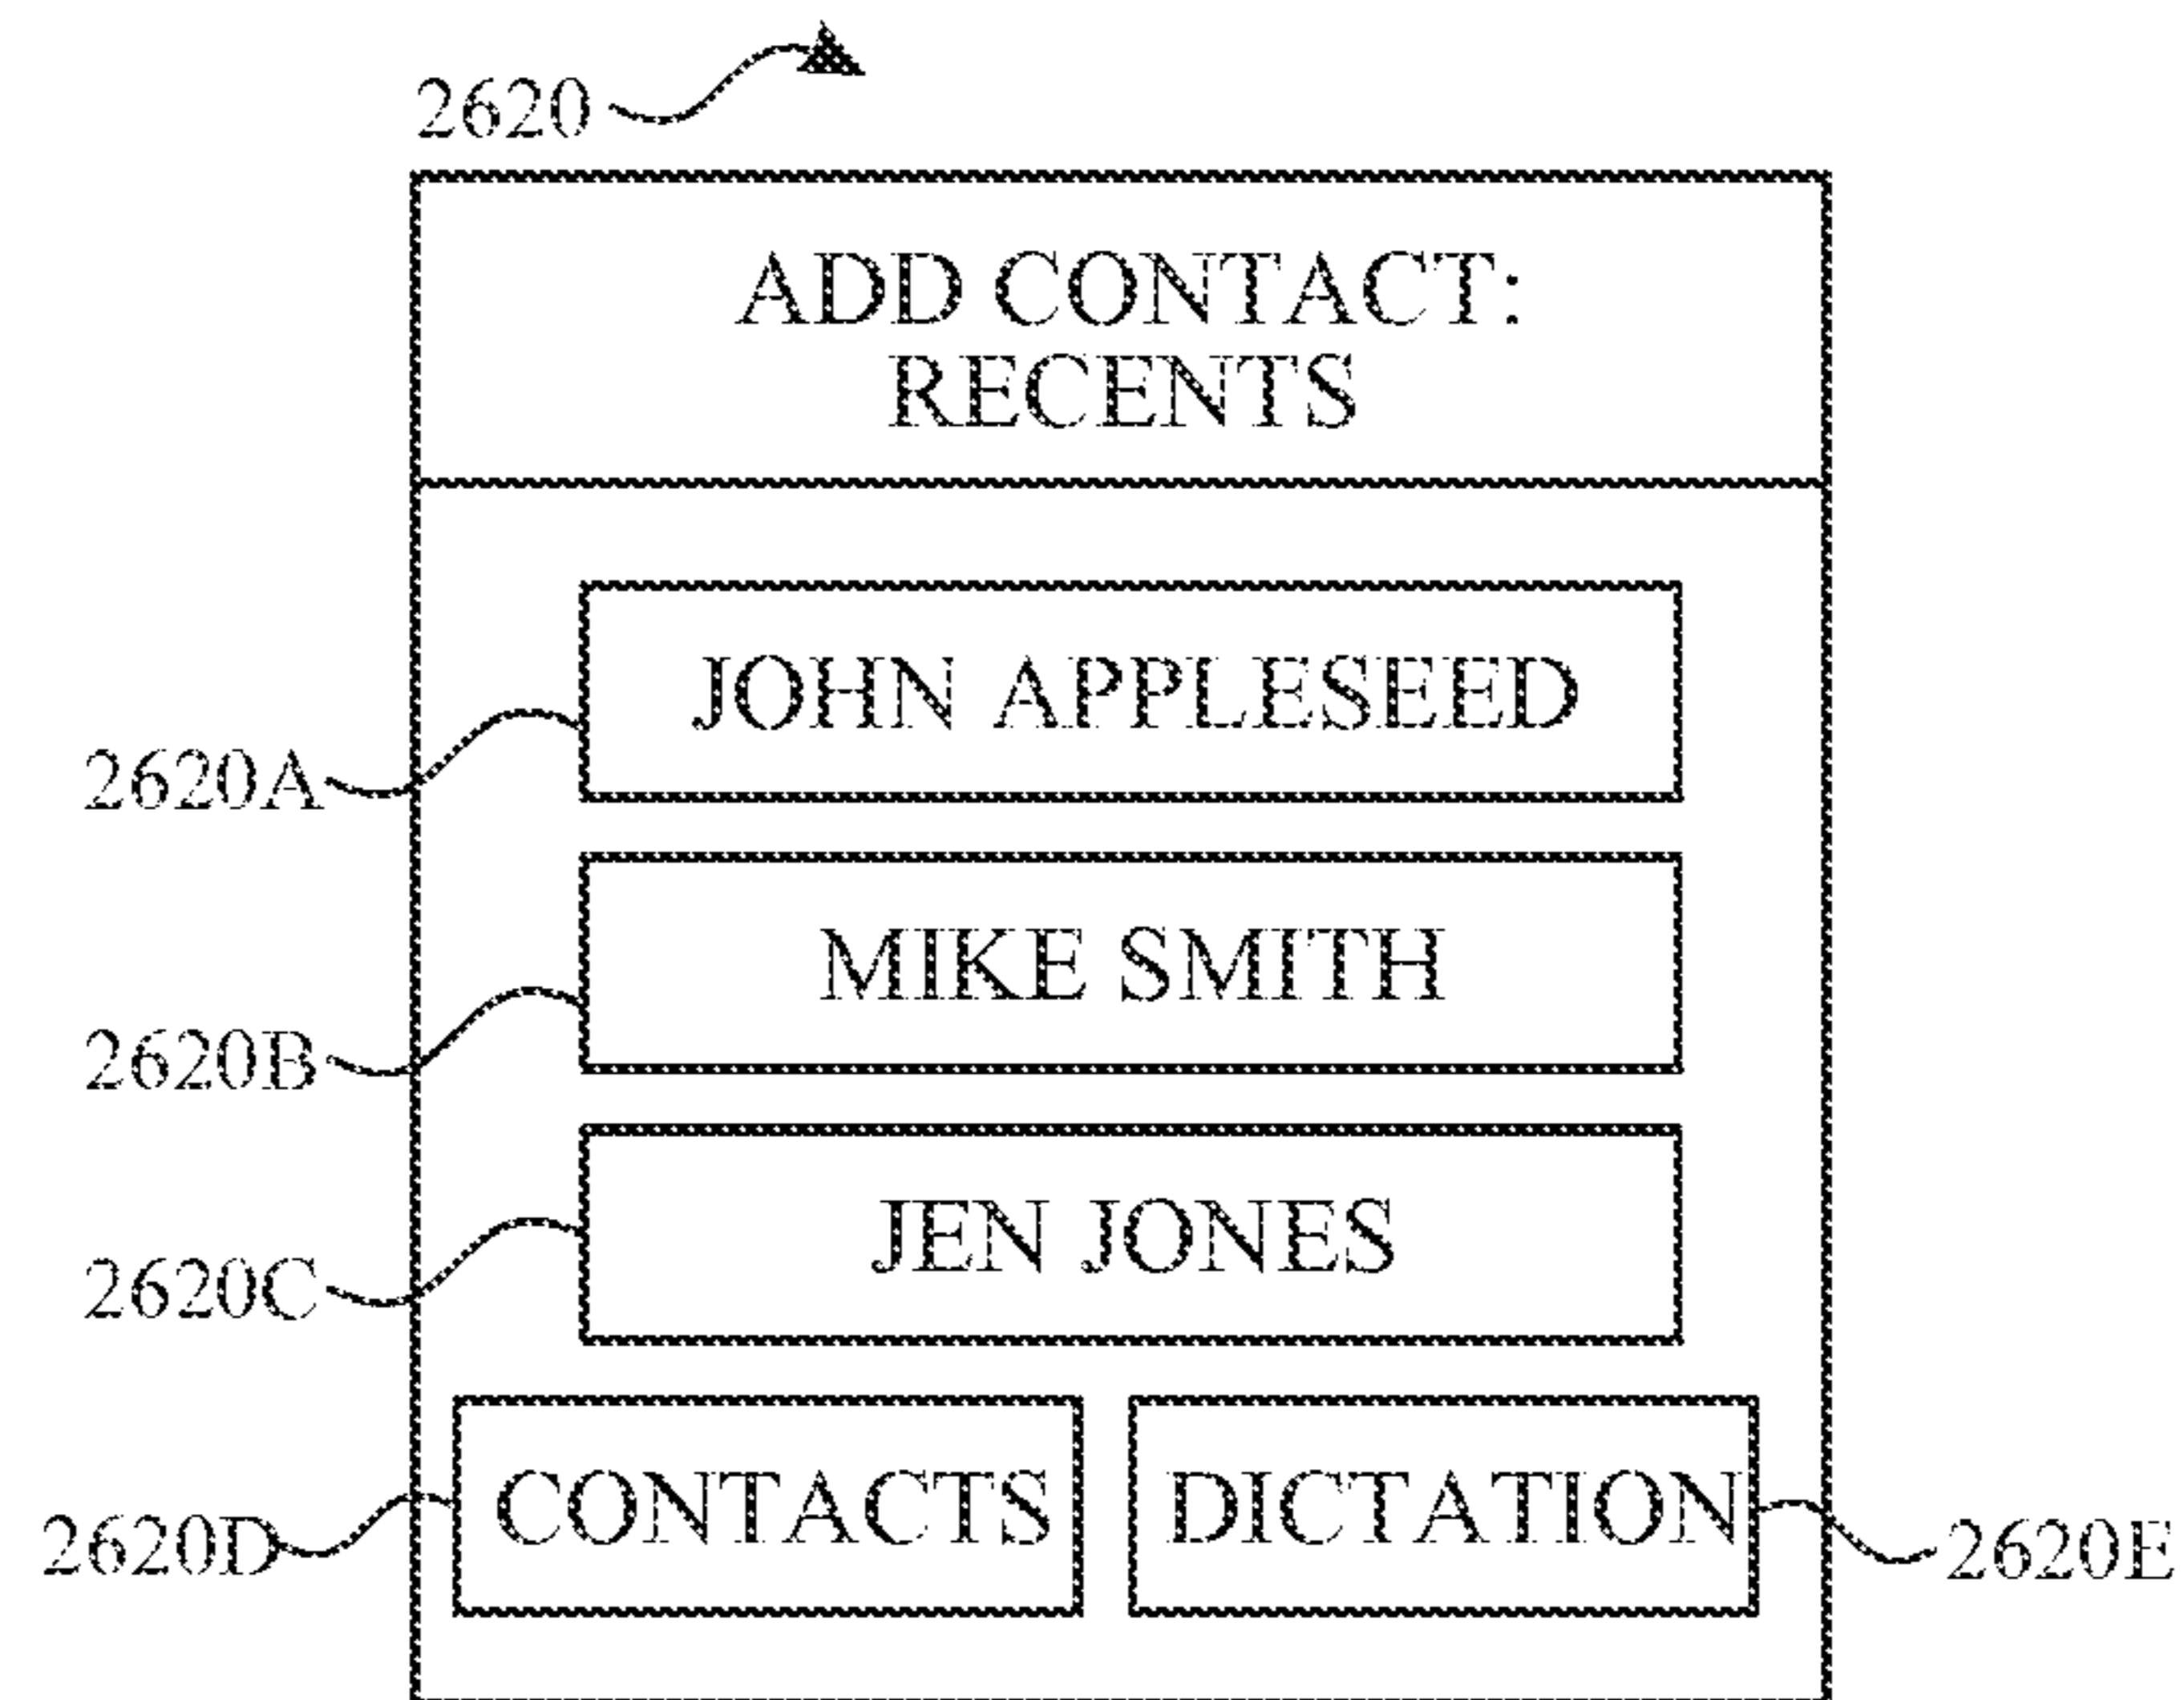 2620
ADD CONTACT:
RECENTS
JOHN APPLESEED
2620A
MIKE SMITH
2620B
JEN JONES
2620C
CONTACTS DICTATION
2620D 2620E